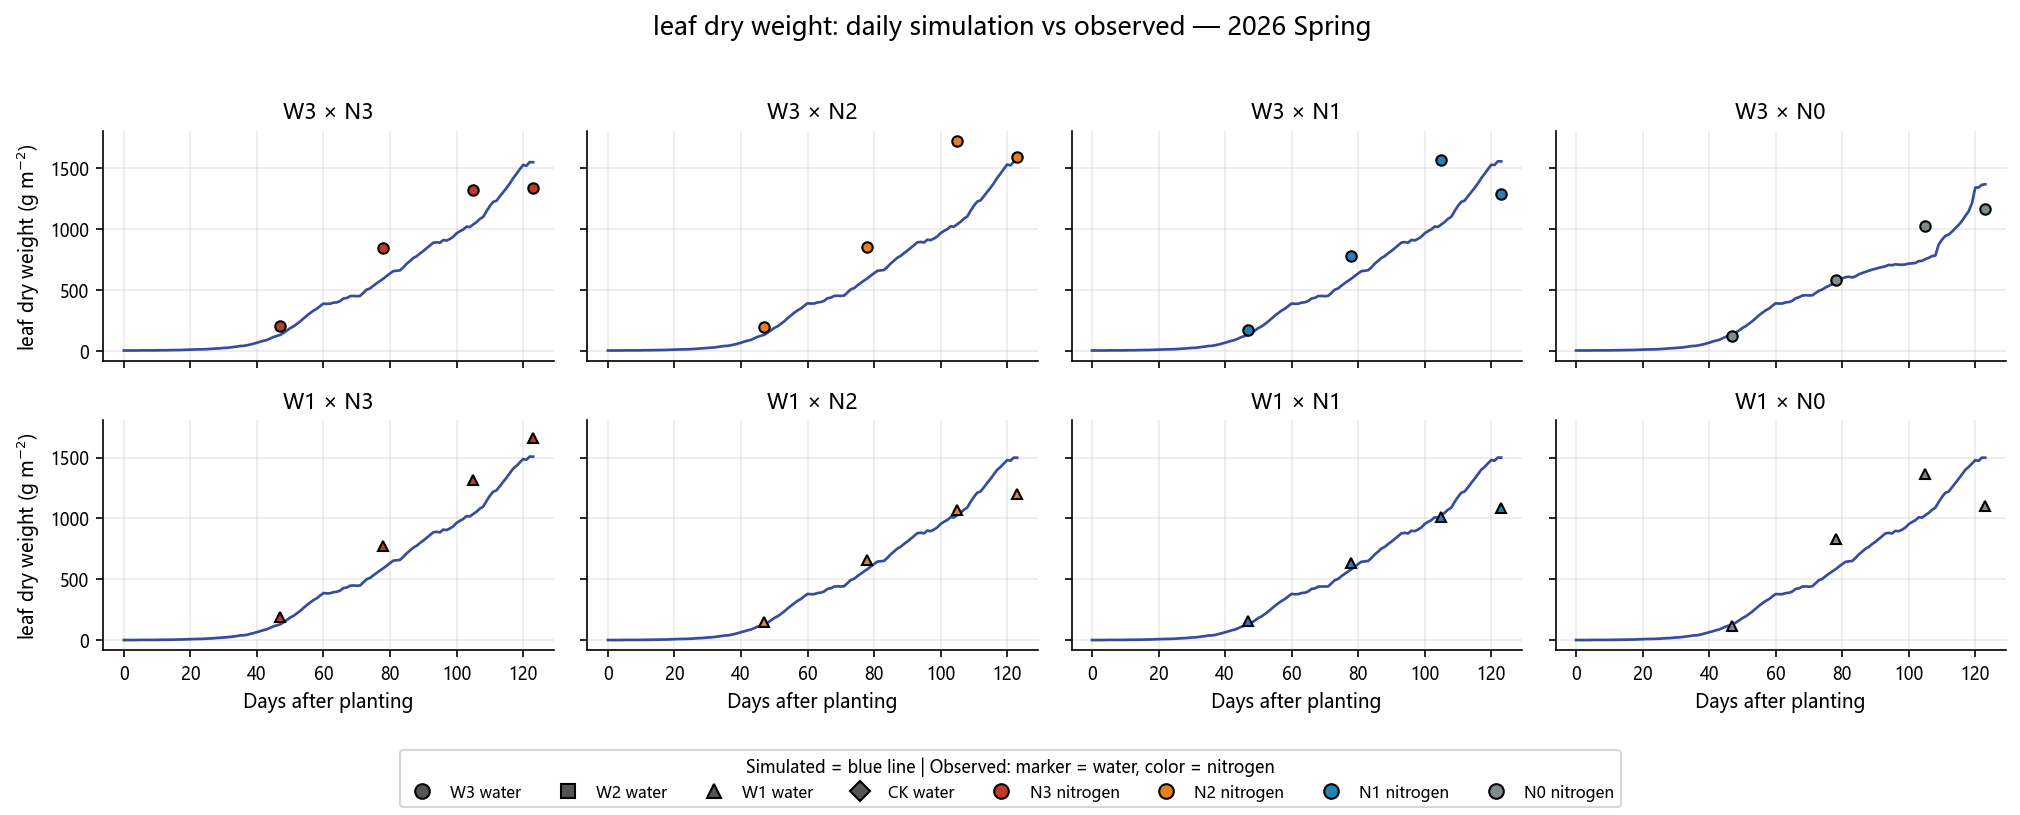 leaf dry weight: daily simulation vs observed — 2026 Spring
W3 × N3
W3 × N2
W3 × N1
W3 × N0
leaf dry weight (g m⁻²)
1500
1000
500
0
W1 × N3
W1 × N2
W1 × N1
W1 × N0
leaf dry weight (g m⁻²)
1500
1000
500
0
0 20 40 60 80 100 120
0 20 40 60 80 100 120
0 20 40 60 80 100 120
0 20 40 60 80 100 120
Days after planting
Days after planting
Days after planting
Days after planting
Simulated = blue line | Observed: marker = water, color = nitrogen
W3 water W2 water W1 water CK water N3 nitrogen N2 nitrogen N1 nitrogen N0 nitrogen